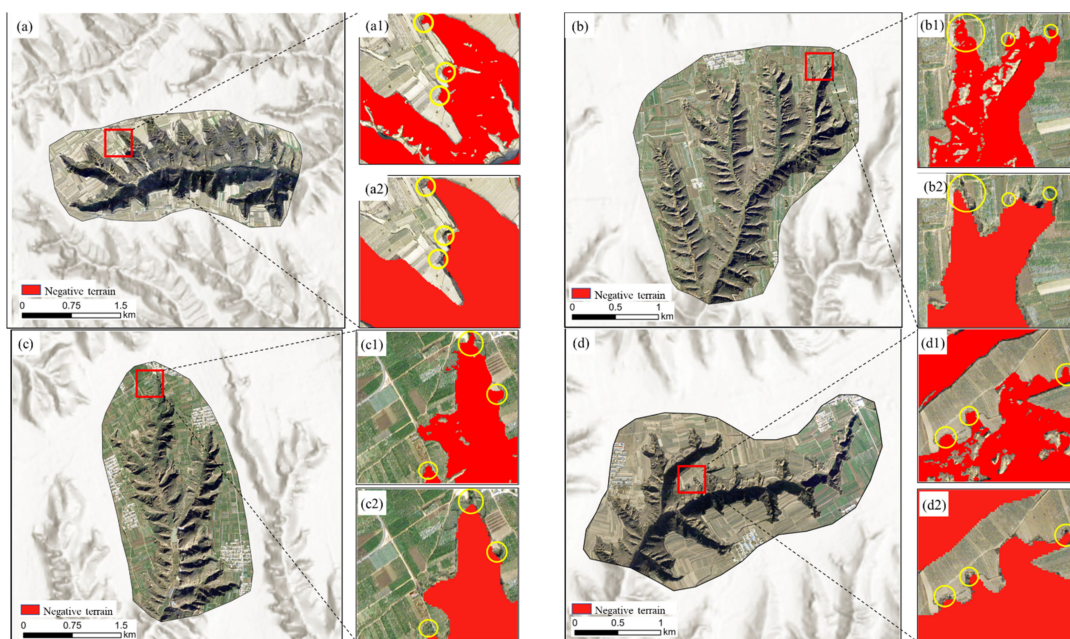 (a)
Negative terrain
0 0.75 1.5
km
(a1)
(a2)
(b)
Negative terrain
0 0.5 1
km
(b1)
(b2)
(c)
Negative terrain
0 0.75 1.5
km
(c1)
(c2)
(d)
Negative terrain
0 0.5 1
km
(d1)
(d2)